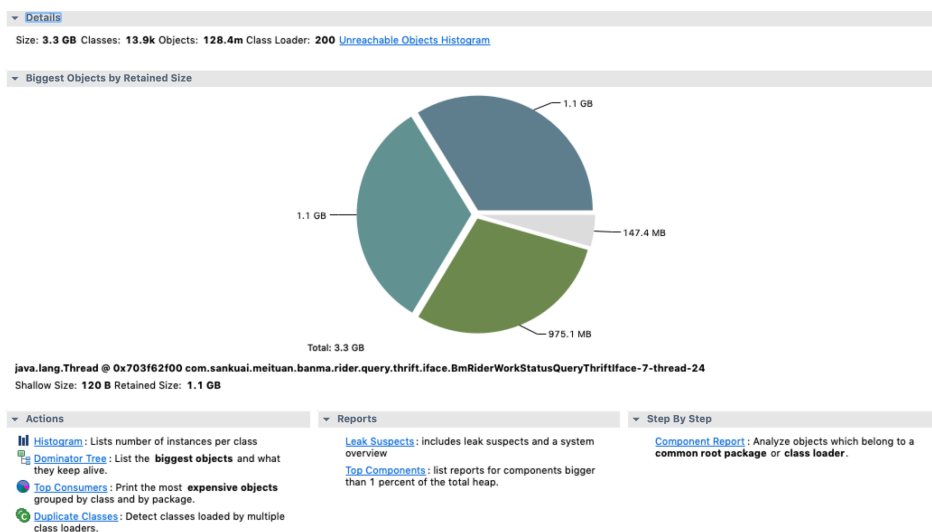 Details
Size: 3.3 GB Classes: 13.9k Objects: 128.4m Class Loader: 200 Unreachable Objects Histogram
Biggest Objects by Retained Size
1.1 GB
1.1 GB
147.4 MB
975.1 MB
Total: 3.3 GB
java.lang.Thread @ 0x703f62f00 com.sankuai.meituan.banma.rider.query.thrift.iface.BmRiderWorkStatusQueryThriftIface-7-thread-24
Shallow Size: 120 B Retained Size: 1.1 GB
Actions
Histogram: Lists number of instances per class
Dominator Tree: List the biggest objects and what
they keep alive.
Top Consumers: Print the most expensive objects
grouped by class and by package.
Duplicate Classes: Detect classes loaded by multiple
class loaders.
Reports
Leak Suspects: includes leak suspects and a system
overview
Top Components: list reports for components bigger
than 1 percent of the total heap.
Step By Step
Component Report: Analyze objects which belong to a
common root package or class loader.